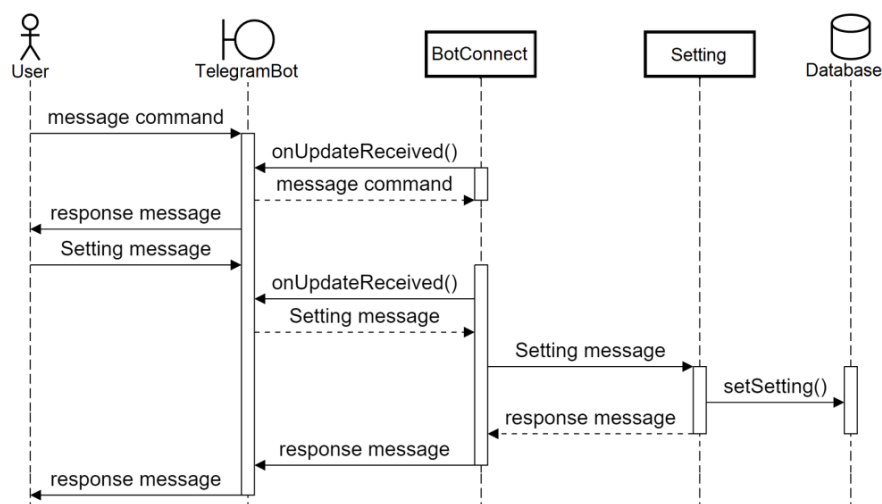 User
TelegramBot
BotConnect
Setting
Database
message command
onUpdateReceived()
message command
response message
Setting message
onUpdateReceived()
Setting message
Setting message
setSetting()
response message
response message
response message